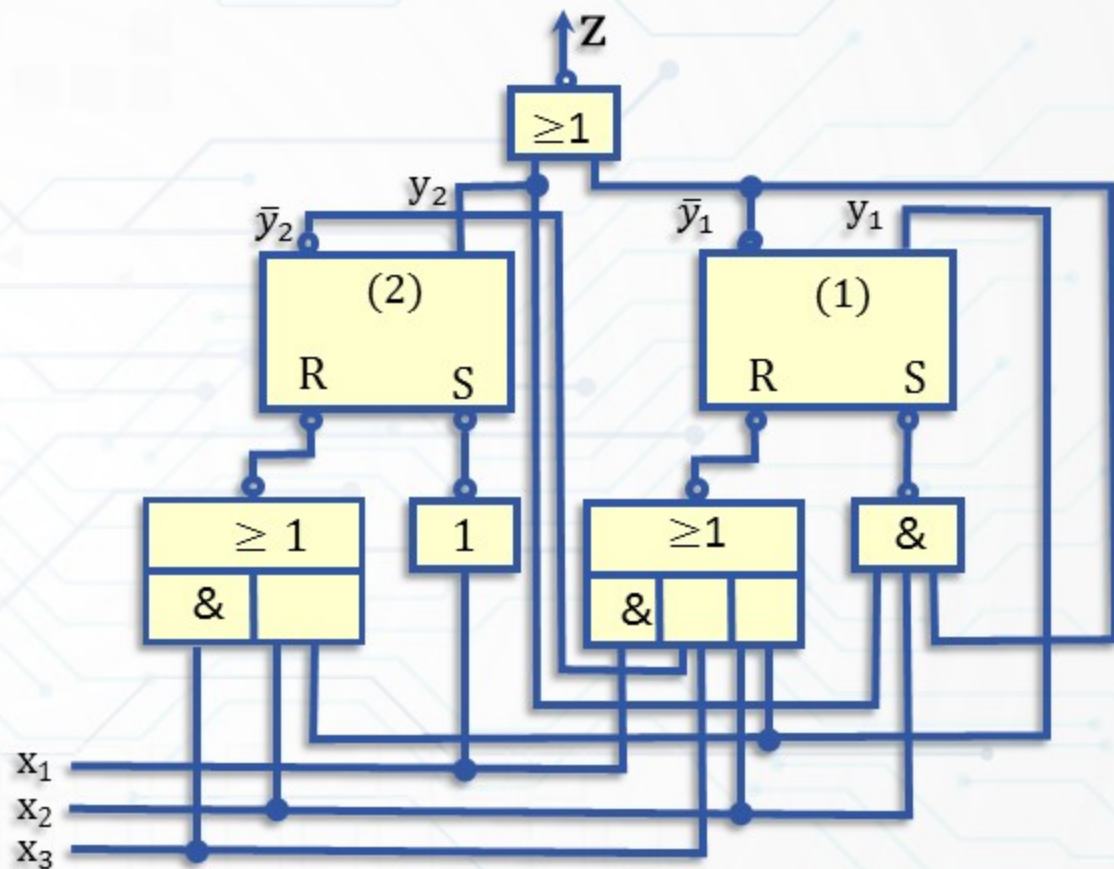 Z
≥1
y₂
ȳ₂
ȳ₁
y₁
(2)
(1)
R
S
R
S
≥ 1
1
≥1
&
&
&
x₁
x₂
x₃